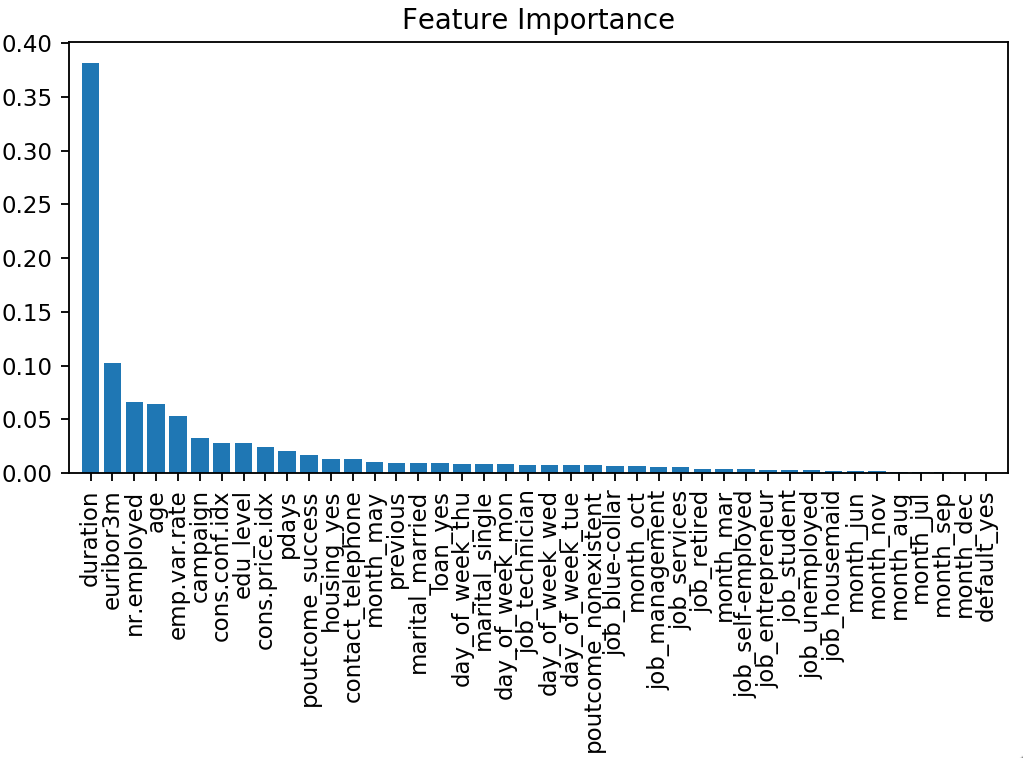 Feature Importance
0.40
0.35
0.30
0.25
0.20
0.15
0.10
0.05
0.00
duration
euribor3m
nr.employed
age
emp.var.rate
campaign
cons.conf.idx
edu_level
cons.price.idx
pdays
poutcome_success
housing_yes
contact_telephone
month_may
previous
marital_married
loan_yes
day_of_week_thu
marital_single
day_of_week_mon
job_technician
day_of_week_wed
day_of_week_tue
poutcome_nonexistent
job_blue-collar
month_oct
job_management
job_services
job_retired
month_mar
job_self-employed
job_entrepreneur
job_student
job_unemployed
job_housemaid
month_jun
month_nov
month_aug
month_jul
month_sep
month_dec
default_yes